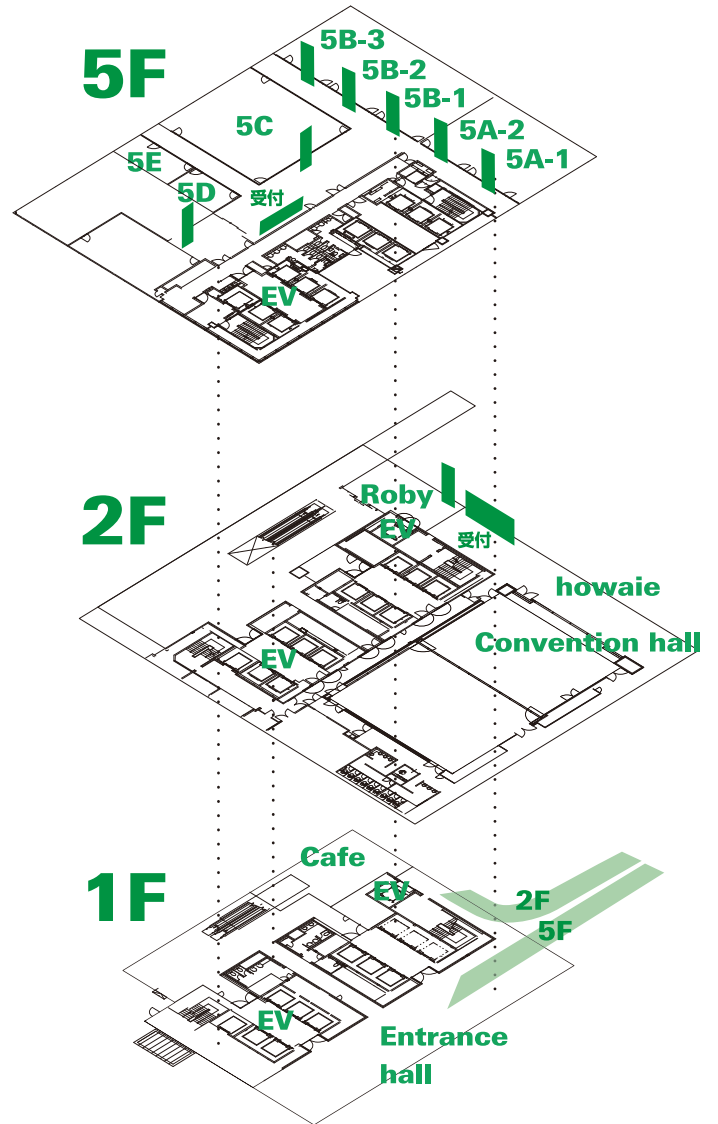 5F
5B-3
5B-2
5B-1
5A-2
5A-1
5C
5E
5D
受付
EV
2F
Roby
EV
受付
howaie
Convention hall
EV
1F
Cafe
EV
2F
5F
EV
Entrance
hall